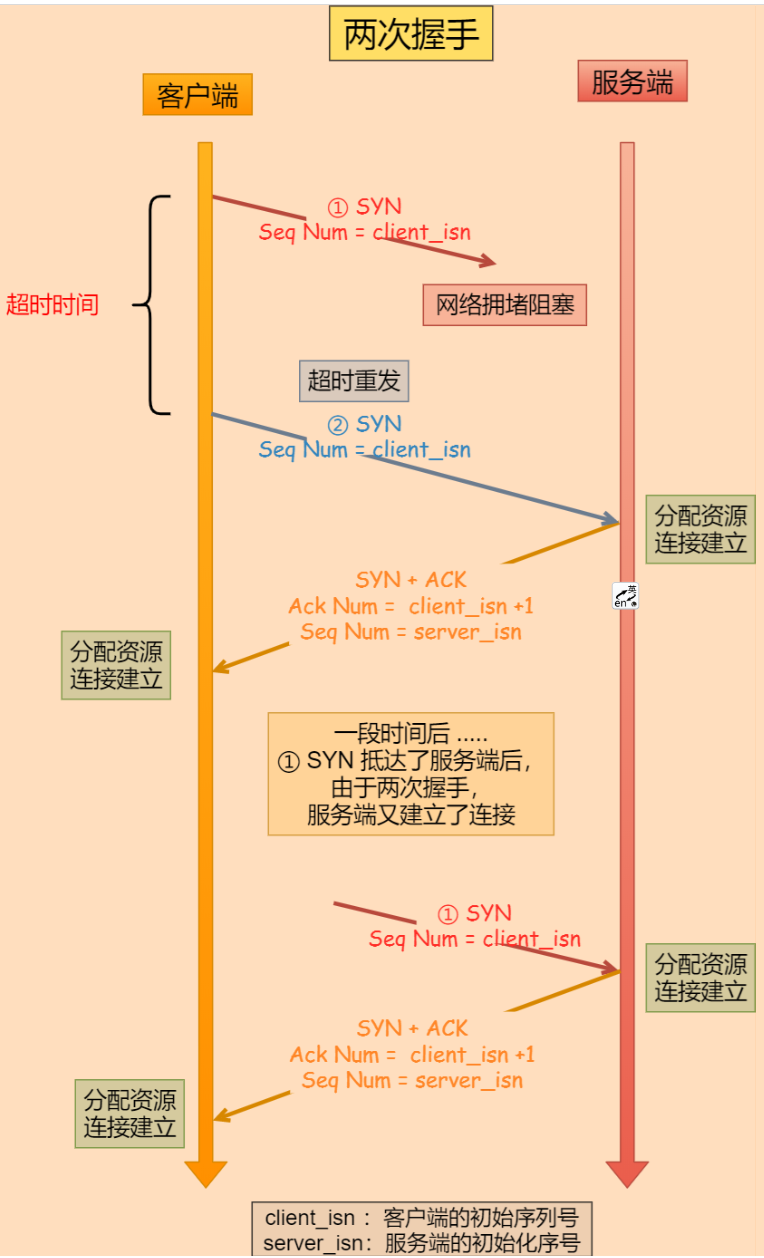 两次握手
客户端
服务端
① SYN
Seq Num = client_isn
超时时间
网络拥堵阻塞
超时重发
② SYN
Seq Num = client_isn
分配资源
连接建立
SYN + ACK
Ack Num = client_isn +1
Seq Num = server_isn
英
en
分配资源
连接建立
一段时间后 .....
① SYN 抵达了服务端后，
由于两次握手，
服务端又建立了连接
① SYN
Seq Num = client_isn
分配资源
连接建立
SYN + ACK
Ack Num = client_isn +1
Seq Num = server_isn
分配资源
连接建立
client_isn ：客户端的初始序列号
server_isn：服务端的初始化序号